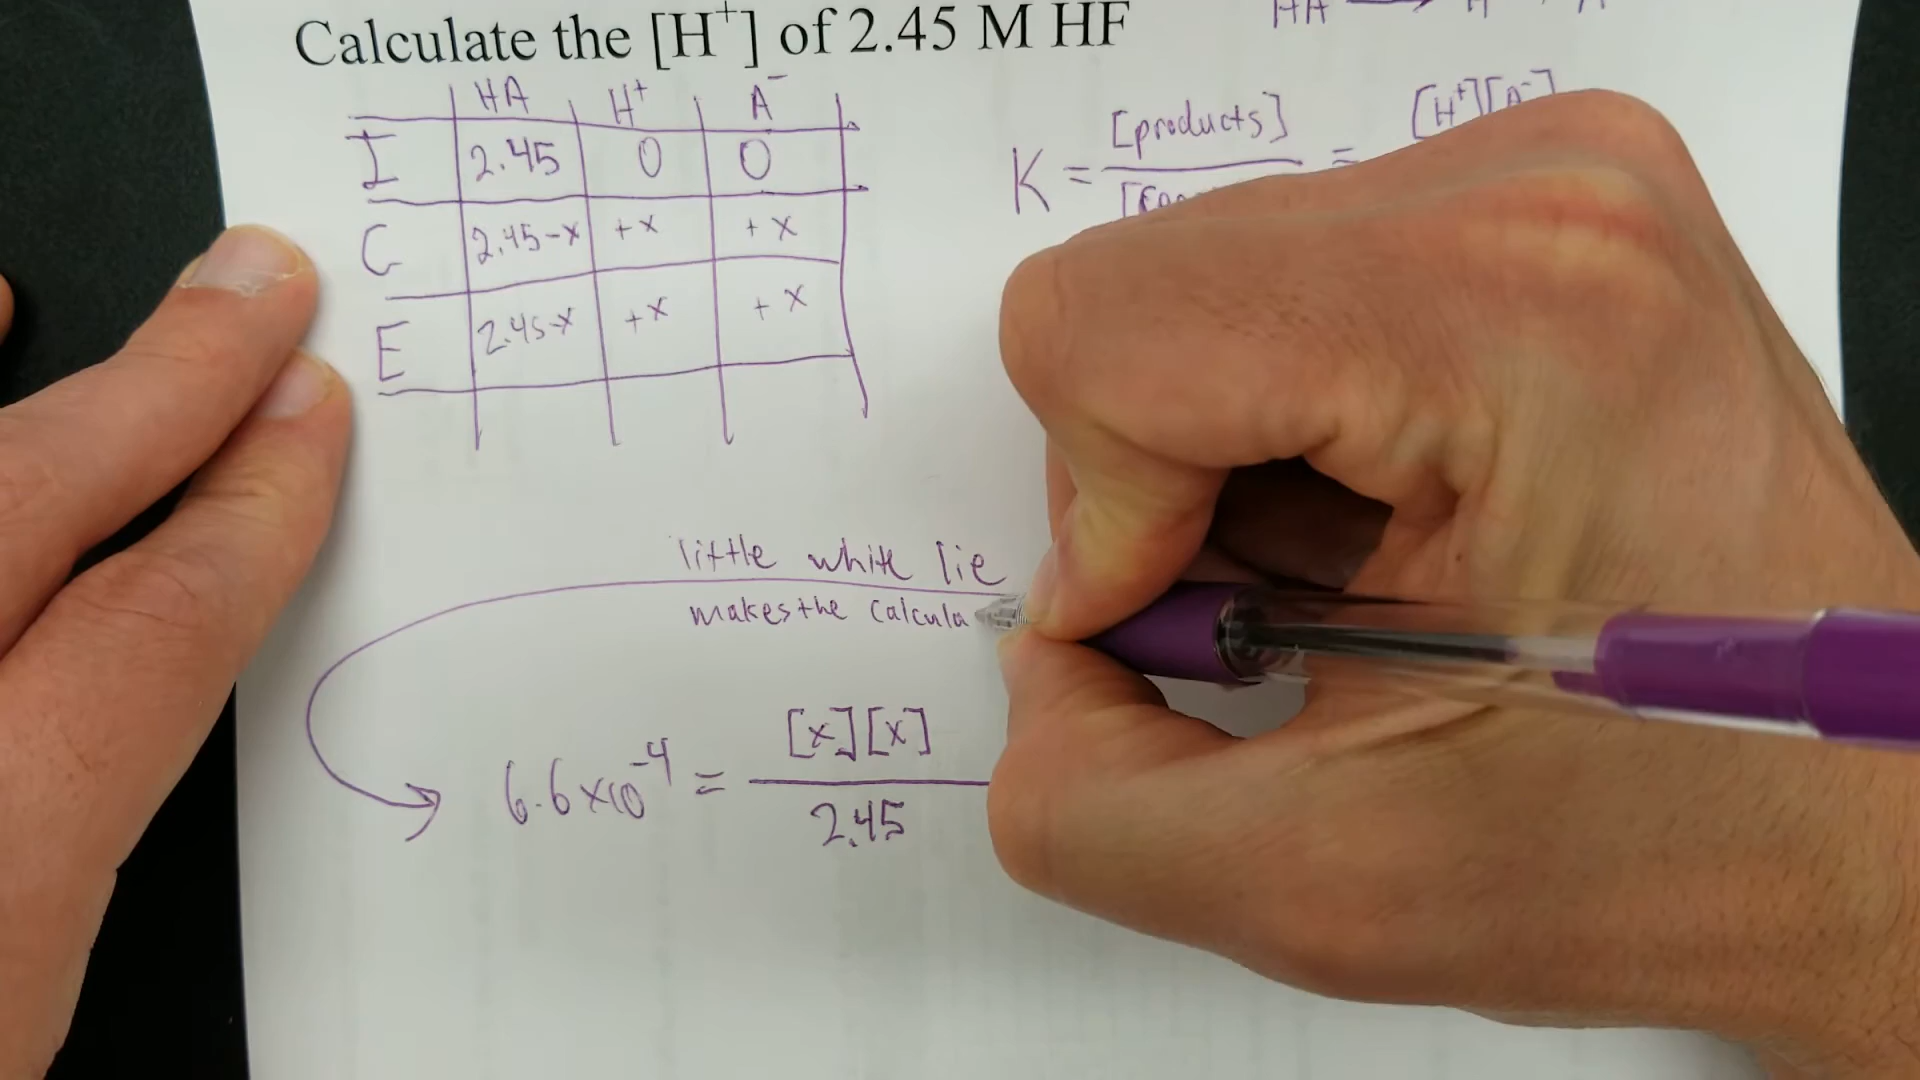 Calculate the [H⁺] of 2.45 M HF
HA → H A
HA H⁺ A⁻
I 2.45 0 0
C 2.45-x +x +x
E 2.45-x +x +x
K = [products] = [H⁺][A⁻]
little white lie
makes the calcula
6.6 x10⁻⁴ = [x][x]
2.45